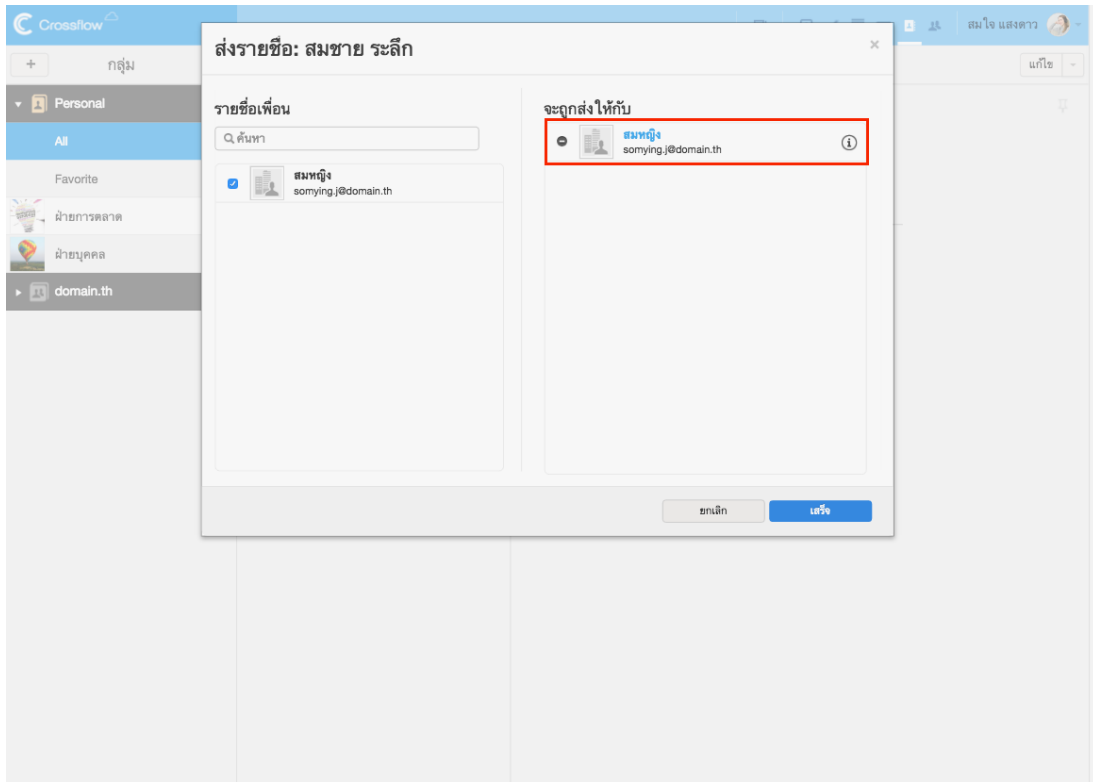 Crossflow
สมใจ แสงดาว
+ กลุ่ม
แก้ไข
Personal
All
Favorite
ฝ่ายการตลาด
ฝ่ายบุคคล
domain.th
ส่งรายชื่อ: สมชาย ระลึก
×
รายชื่อเพื่อน
ค้นหา
สมหญิง
somying.j@domain.th
จะถูกส่งให้กับ
สมหญิง
somying.j@domain.th
ยกเลิก
เสร็จ